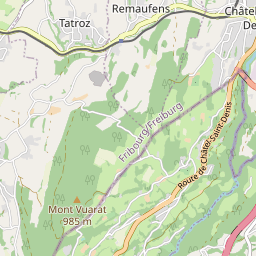 Remaufens
Tatroz
Châtel
De
Fribourg/Freiburg
Route de Châtel-Saint-Denis
Mont Vuarat
985 m